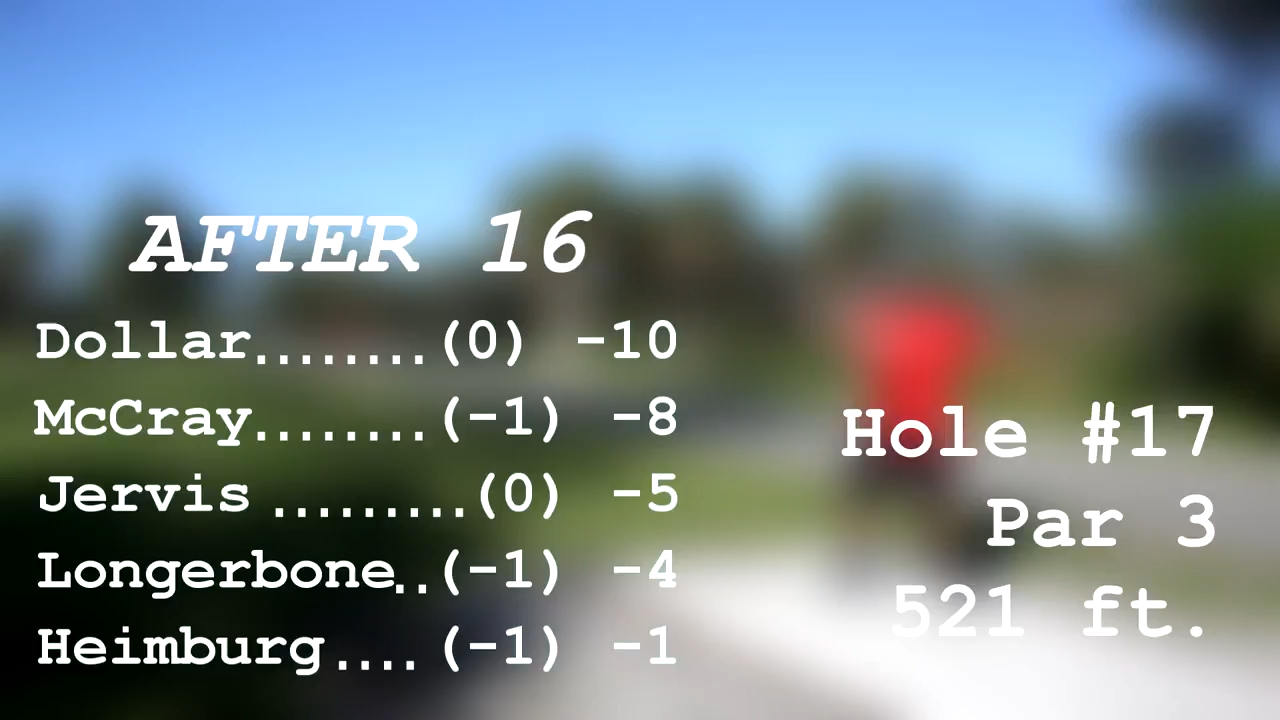 AFTER 16
Dollar........(0) -10
McCray........(-1) -8
Jervis .........(0) -5
Longerbone..(-1) -4
Heimburg....(-1) -1
Hole #17
Par 3
521 ft.